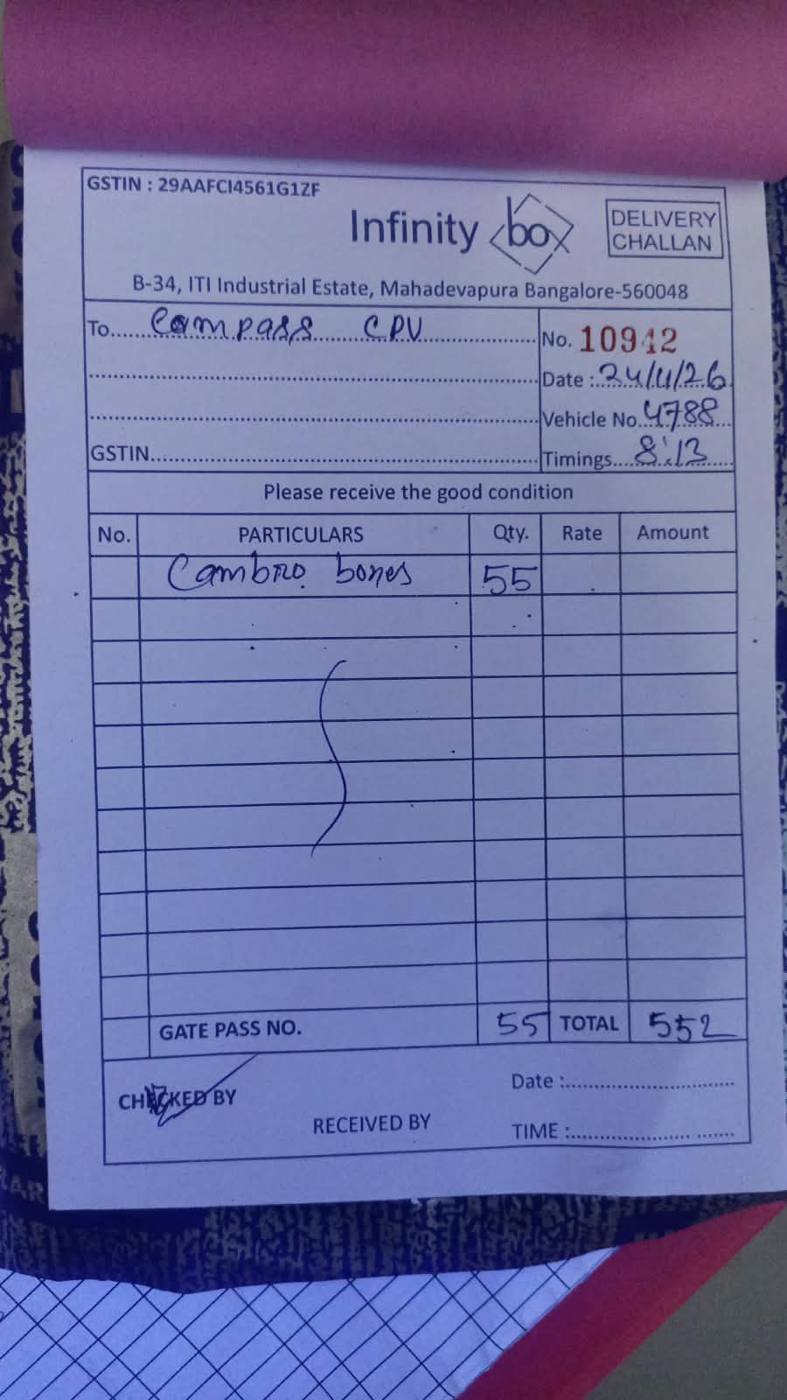 GSTIN : 29AAFCI4561G1ZF
Infinity box
DELIVERY CHALLAN
B-34, ITI Industrial Estate, Mahadevapura Bangalore-560048
To Compass CPU
No. 10942
Date : 24/4/26
Vehicle No. 4788
GSTIN
Timings 8:13
Please receive the good condition
No. PARTICULARS Qty. Rate Amount
Cambro boxes 55
GATE PASS NO. 55 TOTAL 552
CHECKED BY
Date :
RECEIVED BY
TIME :